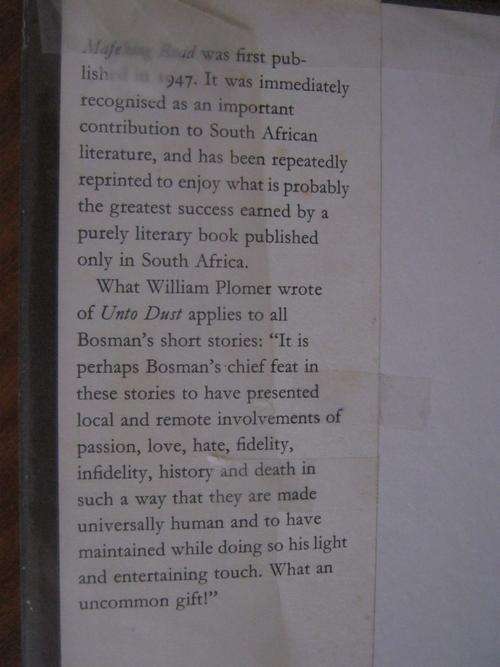 Mafeking Road was first pub-
lished in 1947. It was immediately
recognised as an important
contribution to South African
literature, and has been repeatedly
reprinted to enjoy what is probably
the greatest success earned by a
purely literary book published
only in South Africa.
What William Plomer wrote
of Unto Dust applies to all
Bosman's short stories: “It is
perhaps Bosman's chief feat in
these stories to have presented
local and remote involvements of
passion, love, hate, fidelity,
infidelity, history and death in
such a way that they are made
universally human and to have
maintained while doing so his light
and entertaining touch. What an
uncommon gift!”